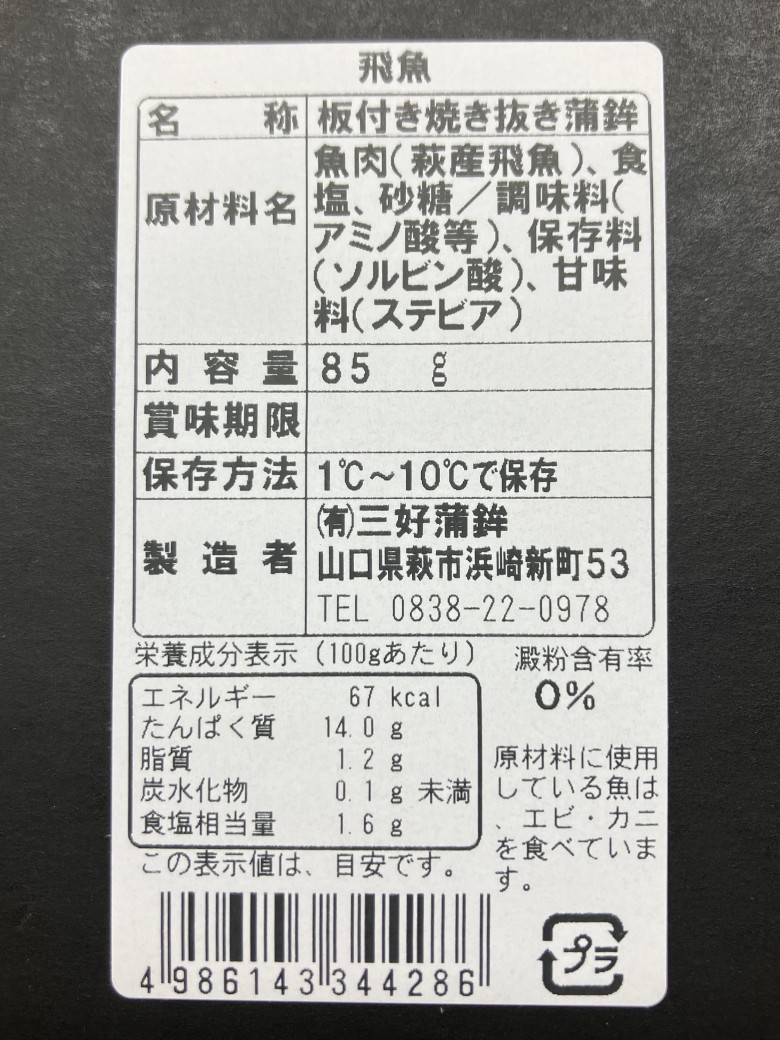 飛魚
名称 板付き焼き抜き蒲鉾
原材料名 魚肉(萩産飛魚)、食
塩、砂糖／調味料(
アミノ酸等)、保存料
(ソルビン酸)、甘味
料(ステビア)
内容量 85 g
賞味期限
保存方法 1℃～10℃で保存
製造者 ㈲三好蒲鉾
山口県萩市浜崎新町53
TEL 0838-22-0978
栄養成分表示(100gあたり)
エネルギー 67 kcal
たんぱく質 14.0 g
脂質 1.2 g
炭水化物 0.1 g 未満
食塩相当量 1.6 g
この表示値は、目安です。
澱粉含有率
0%
原材料に使用
している魚は
、エビ・カニ
を食べていま
す。
4 986143 344286
プラ